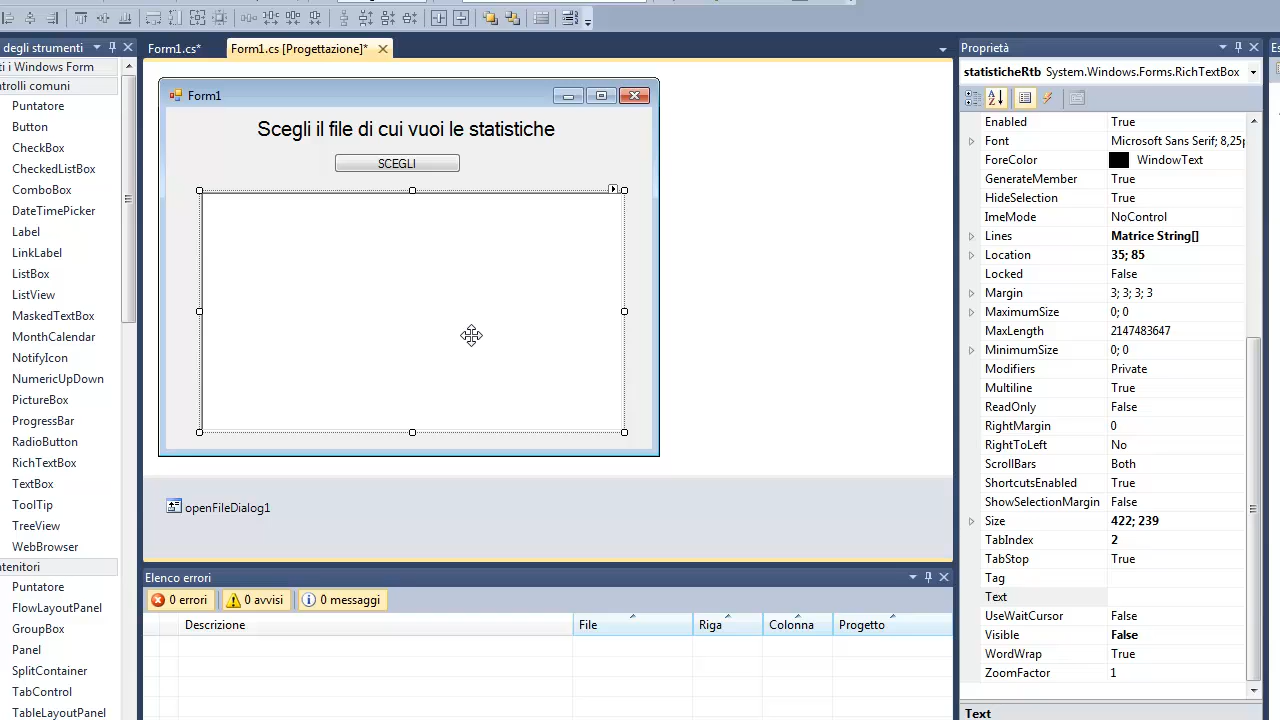 degli strumenti
Form1.cs*
Form1.cs [Progettazione]*
Proprietà
ti i Windows Form
ntrolli comuni
Puntatore
Button
CheckBox
CheckedListBox
ComboBox
DateTimePicker
Label
LinkLabel
ListBox
ListView
MaskedTextBox
MonthCalendar
NotifyIcon
NumericUpDown
PictureBox
ProgressBar
RadioButton
RichTextBox
TextBox
ToolTip
TreeView
WebBrowser
ntenitori
Puntatore
FlowLayoutPanel
GroupBox
Panel
SplitContainer
TabControl
TableLayoutPanel
Form1
Scegli il file di cui vuoi le statistiche
SCEGLI
openFileDialog1
Elenco errori
0 errori
0 avvisi
0 messaggi
Descrizione File Riga Colonna Progetto
statisticheRtb System.Windows.Forms.RichTextBox
Enabled True
Font Microsoft Sans Serif; 8,25p
ForeColor WindowText
GenerateMember True
HideSelection True
ImeMode NoControl
Lines Matrice String[]
Location 35; 85
Locked False
Margin 3; 3; 3; 3
MaximumSize 0; 0
MaxLength 2147483647
MinimumSize 0; 0
Modifiers Private
Multiline True
ReadOnly False
RightMargin 0
RightToLeft No
ScrollBars Both
ShortcutsEnabled True
ShowSelectionMargin False
Size 422; 239
TabIndex 2
TabStop True
Tag
Text
UseWaitCursor False
Visible False
WordWrap True
ZoomFactor 1
Text